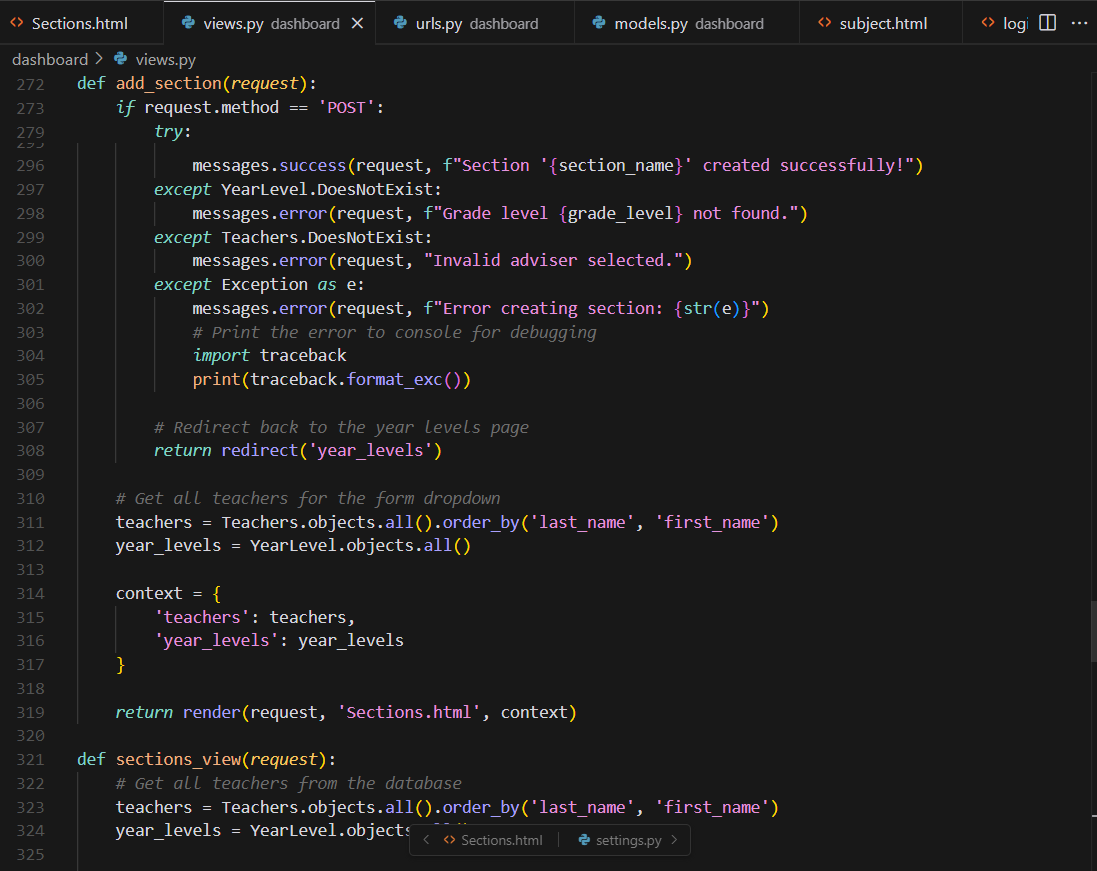 Sections.html views.py dashboard urls.py dashboard models.py dashboard subject.html logi
dashboard > views.py
272 def add_section(request):
273 if request.method == 'POST':
279 try:
295
296 messages.success(request, f"Section '{section_name}' created successfully!")
297 except YearLevel.DoesNotExist:
298 messages.error(request, f"Grade level {grade_level} not found.")
299 except Teachers.DoesNotExist:
300 messages.error(request, "Invalid adviser selected.")
301 except Exception as e:
302 messages.error(request, f"Error creating section: {str(e)}")
303 # Print the error to console for debugging
304 import traceback
305 print(traceback.format_exc())
306
307 # Redirect back to the year levels page
308 return redirect('year_levels')
309
310 # Get all teachers for the form dropdown
311 teachers = Teachers.objects.all().order_by('last_name', 'first_name')
312 year_levels = YearLevel.objects.all()
313
314 context = {
315 'teachers': teachers,
316 'year_levels': year_levels
317 }
318
319 return render(request, 'Sections.html', context)
320
321 def sections_view(request):
322 # Get all teachers from the database
323 teachers = Teachers.objects.all().order_by('last_name', 'first_name')
324 year_levels = YearLevel.objects
Sections.html settings.py
325